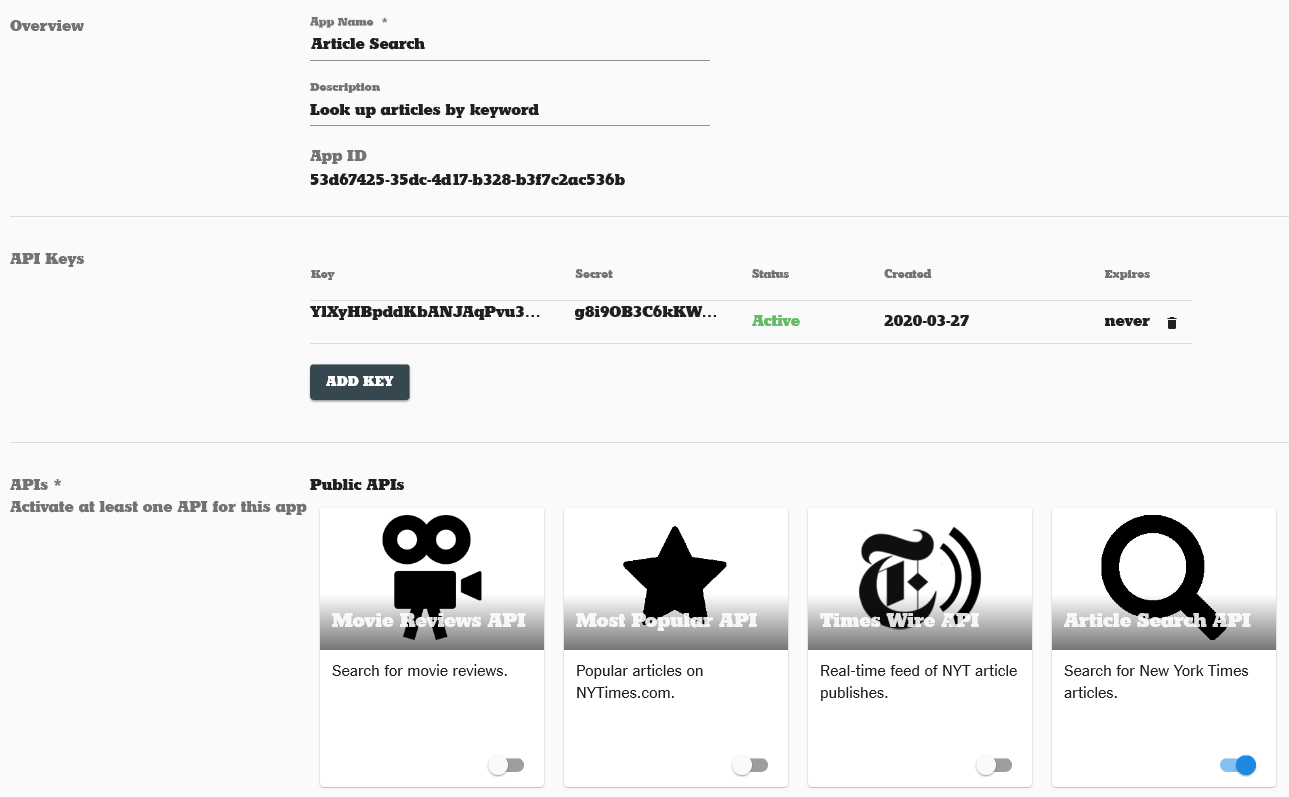 Overview
App Name *
Article Search
Description
Look up articles by keyword
App ID
53d67425-35dc-4d17-b328-b3f7c2ac536b
API Keys
Key Secret Status Created Expires
YlXyHBpddKbANJAqPvu3... g8i9OB3C6kKW... Active 2020-03-27 never
ADD KEY
APIs *
Activate at least one API for this app
Public APIs
Movie Reviews API
Search for movie reviews.
Most Popular API
Popular articles on
NYTimes.com.
Times Wire API
Real-time feed of NYT article
publishes.
Article Search API
Search for New York Times
articles.